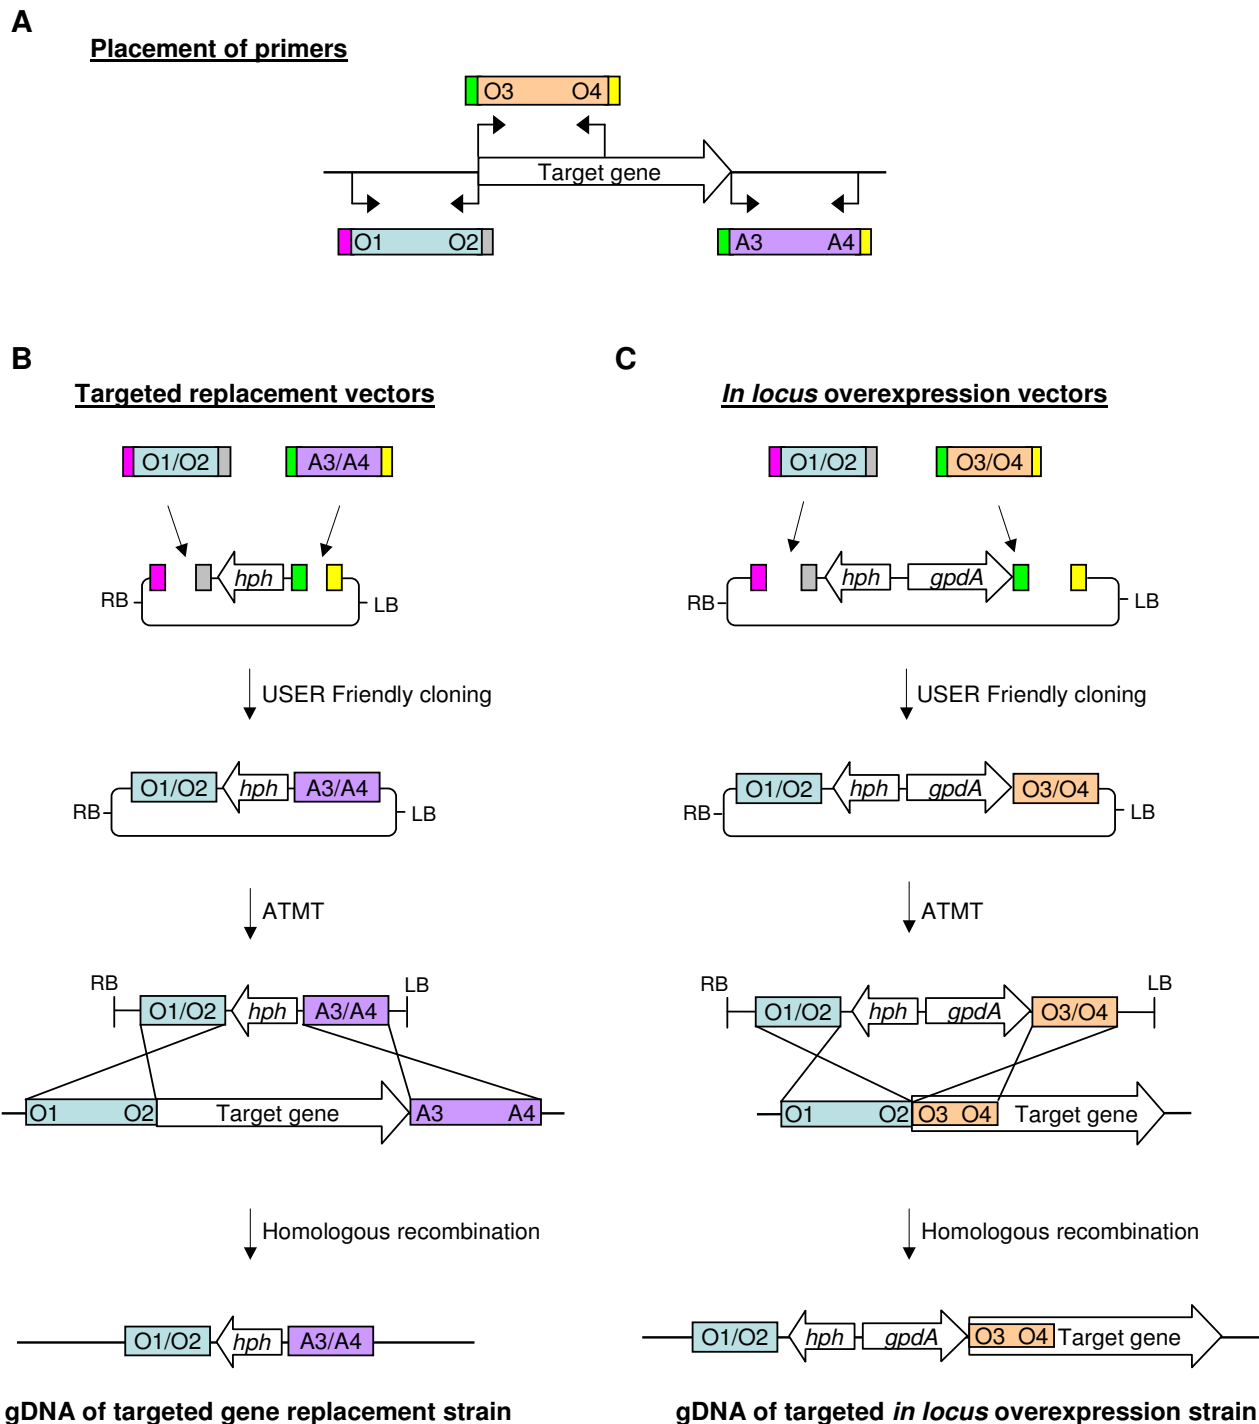 A
Placement of primers
O3 O4
Target gene
O1 O2
A3 A4
B
Targeted replacement vectors
O1/O2 A3/A4
hph
RB LB
USER Friendly cloning
O1/O2 hph A3/A4
RB LB
ATMT
RB LB
O1/O2 hph A3/A4
O1 O2 Target gene A3 A4
Homologous recombination
O1/O2 hph A3/A4
gDNA of targeted gene replacement strain
C
In locus overexpression vectors
O1/O2 O3/O4
hph gpdA
RB LB
USER Friendly cloning
O1/O2 hph gpdA O3/O4
RB LB
ATMT
RB LB
O1/O2 hph gpdA O3/O4
O1 O2 O3 O4 Target gene
Homologous recombination
O1/O2 hph gpdA O3 O4 Target gene
gDNA of targeted in locus overexpression strain